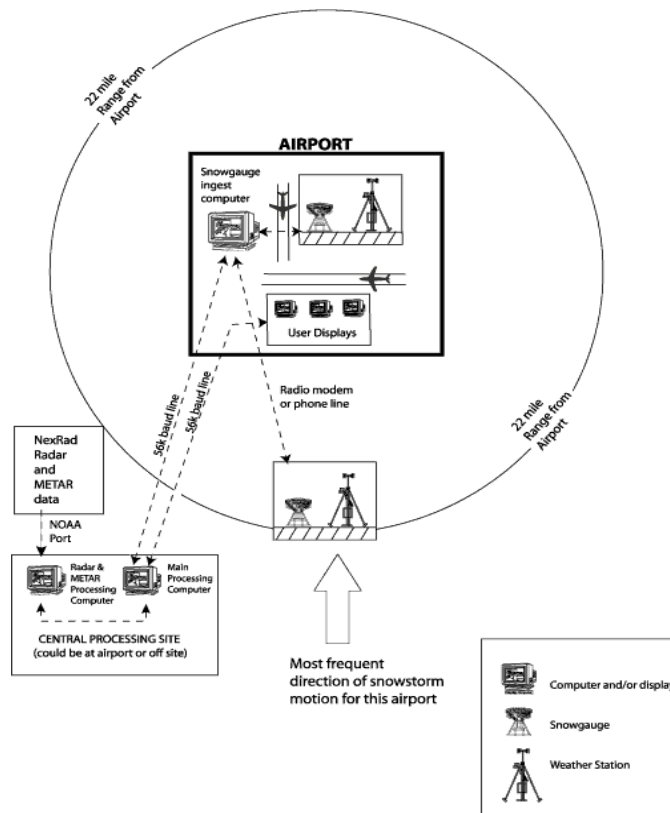 22 mile
Range from
Airport
AIRPORT
Snowgauge
ingest
computer
User Displays
56k baud line
56k baud line
Radio modem
or phone line
22 mile
Range from
Airport
NexRad
Radar
and
METAR
data
NOAA
Port
Radar &
METAR
Processing
Computer
Main
Processing
Computer
CENTRAL PROCESSING SITE
(could be at airport or off site)
Most frequent
direction of snowstorm
motion for this airport
Computer and/or display
Snowgauge
Weather Station